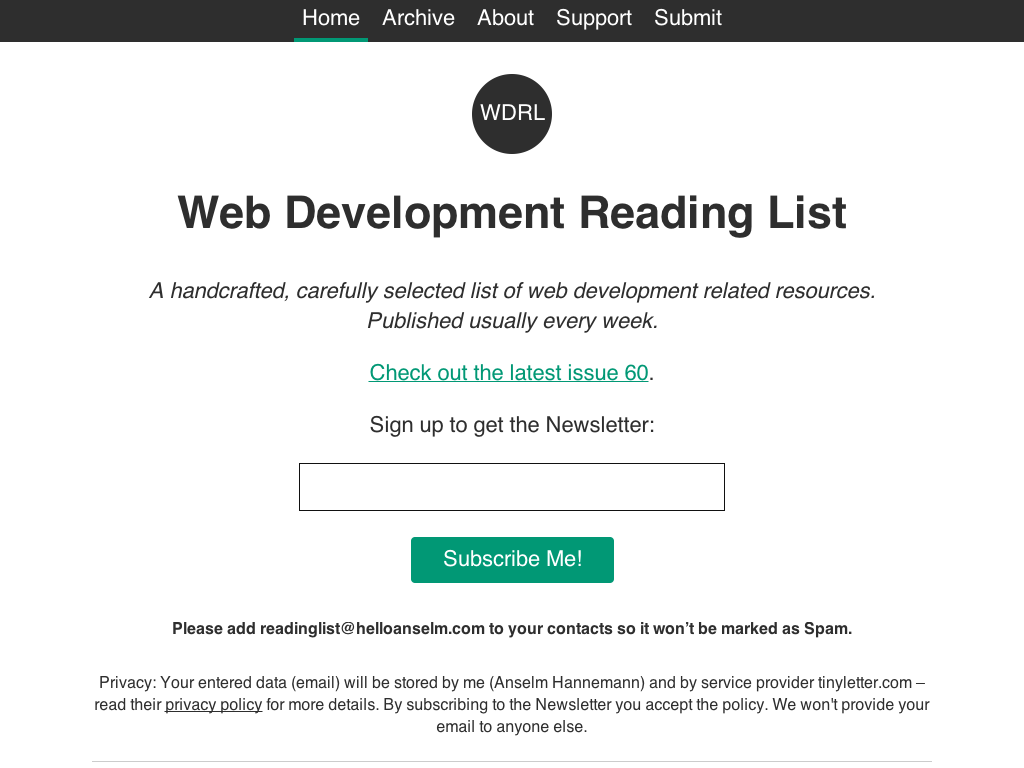 Home Archive About Support Submit
WDRL
Web Development Reading List
A handcrafted, carefully selected list of web development related resources.
Published usually every week.
Check out the latest issue 60.
Sign up to get the Newsletter:
Subscribe Me!
Please add readinglist@helloanselm.com to your contacts so it won’t be marked as Spam.
Privacy: Your entered data (email) will be stored by me (Anselm Hannemann) and by service provider tinyletter.com –
read their privacy policy for more details. By subscribing to the Newsletter you accept the policy. We won't provide your
email to anyone else.